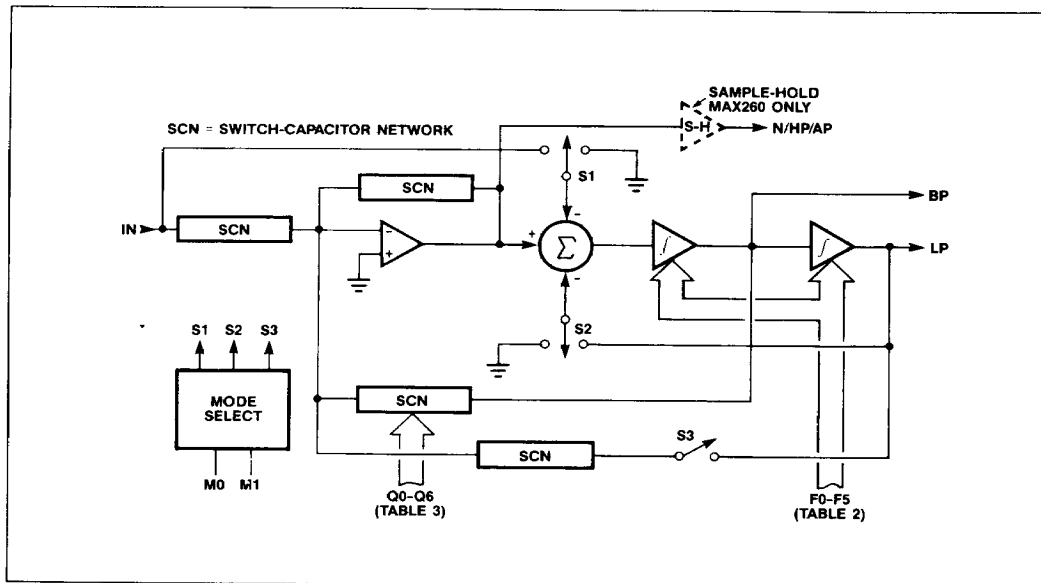 SAMPLE-HOLD
MAX260 ONLY
SCN = SWITCH-CAPACITOR NETWORK
S-H
N/HP/AP
S1
SCN
BP
IN
SCN
-
+
+
-
Σ
-
∫
∫
LP
S2
S1 S2 S3
MODE
SELECT
SCN
SCN
S3
M0 M1
Q0-Q6
(TABLE 3)
F0-F5
(TABLE 2)